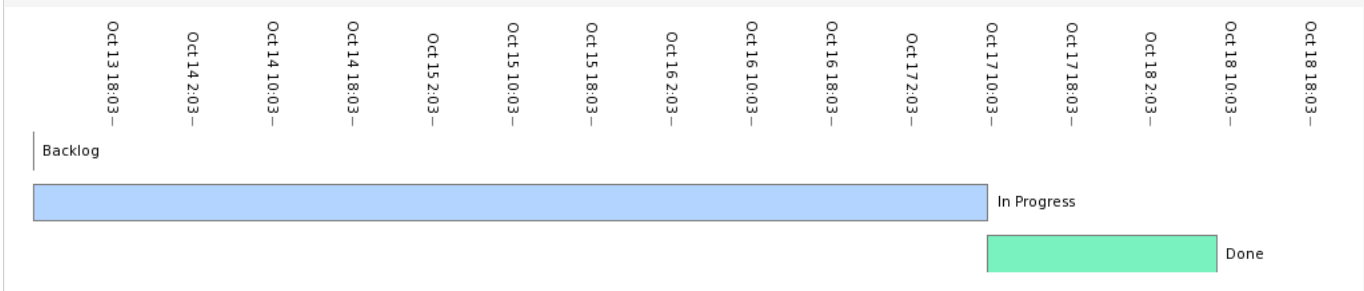 Oct 13 18:03
Oct 14 2:03
Oct 14 10:03
Oct 14 18:03
Oct 15 2:03
Oct 15 10:03
Oct 15 18:03
Oct 16 2:03
Oct 16 10:03
Oct 16 18:03
Oct 17 2:03
Oct 17 10:03
Oct 17 18:03
Oct 18 2:03
Oct 18 10:03
Oct 18 18:03
Backlog
In Progress
Done